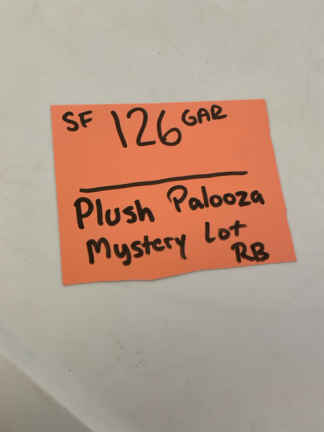 SF 126 GAR
Plush Palooza
Mystery Lot
RB